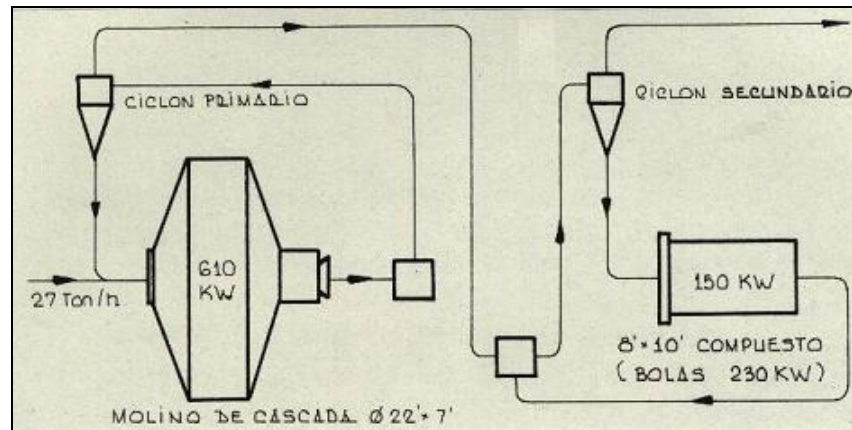 CICLON PRIMARIO
CICLON SECUNDARIO
610
KW
27 Ton/h
150 KW
8'×10' COMPUESTO
(BOLAS 230 KW)
MOLINO DE CASCADA Ø 22'×7'